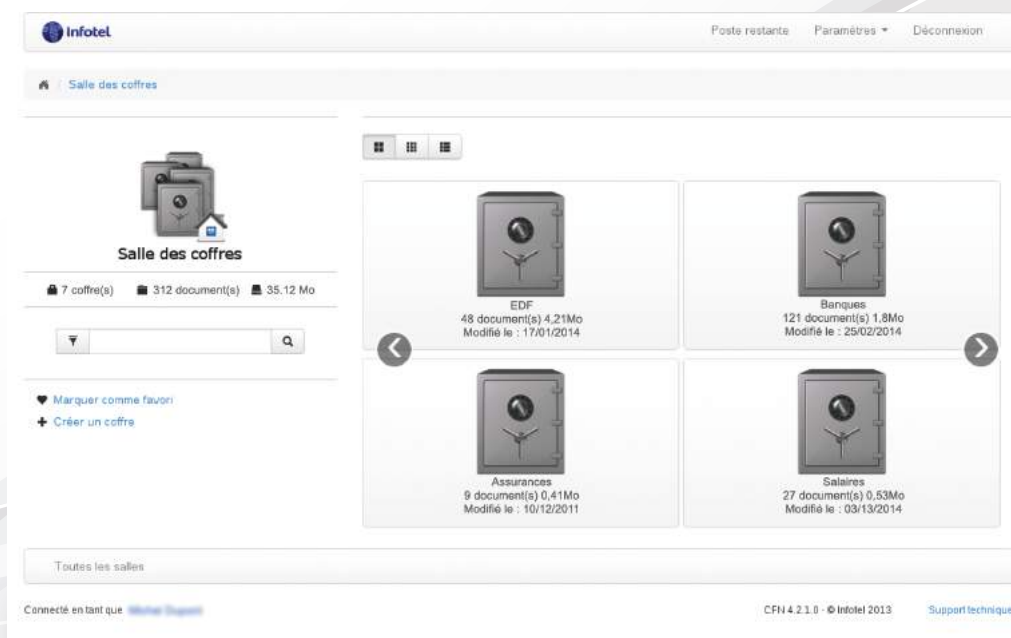 Infotel
Poste restante Paramètres Déconnexion
/ Salle des coffres
Salle des coffres
7 coffre(s) 312 document(s) 35.12 Mo
Marquer comme favori
Créer un coffre
EDF
48 document(s) 4,21Mo
Modifié le : 17/01/2014
Banques
121 document(s) 1,8Mo
Modifié le : 25/02/2014
Assurances
9 document(s) 0,41Mo
Modifié le : 10/12/2011
Salaires
27 document(s) 0,53Mo
Modifié le : 03/13/2014
Toutes les salles
Connecté en tant que
CFN 4.2.1.0 - © Infotel 2013 Support technique